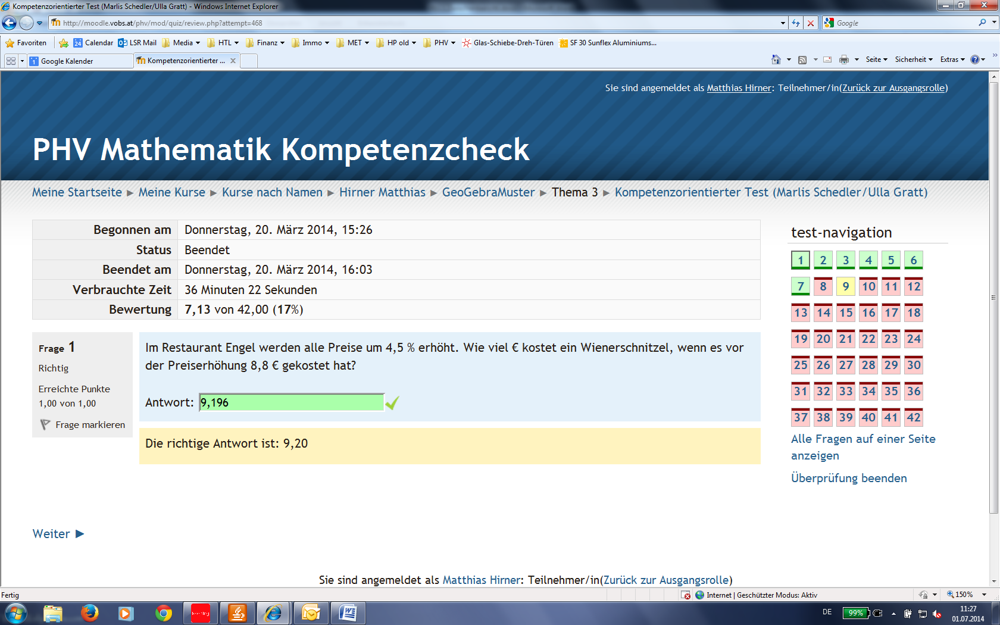 Kompetenzorientierter Test (Marlis Schedler/Ulla Gratt) - Windows Internet Explorer
http://moodle.vobs.at/phv/mod/quiz/review.php?attempt=468
Google
Favoriten
24 Calendar
LSR Mail
Media
HTL
Finanz
Immo
MET
HP old
PHV
Glas-Schiebe-Dreh-Türen
SF 30 Sunflex Aluminiums...
1 Google Kalender
Kompetenzorientierter ...
Seite
Sicherheit
Extras
Sie sind angemeldet als Matthias Hirner: Teilnehmer/in(Zurück zur Ausgangsrolle)
PHV Mathematik Kompetenzcheck
Meine Startseite ► Meine Kurse ► Kurse nach Namen ► Hirner Matthias ► GeoGebraMuster ► Thema 3 ► Kompetenzorientierter Test (Marlis Schedler/Ulla Gratt)
Begonnen am Donnerstag, 20. März 2014, 15:26
Status Beendet
Beendet am Donnerstag, 20. März 2014, 16:03
Verbrauchte Zeit 36 Minuten 22 Sekunden
Bewertung 7,13 von 42,00 (17%)
Frage 1
Richtig
Erreichte Punkte
1,00 von 1,00
Frage markieren
Im Restaurant Engel werden alle Preise um 4,5 % erhöht. Wie viel € kostet ein Wienerschnitzel, wenn es vor
der Preiserhöhung 8,8 € gekostet hat?
Antwort: 9,196
Die richtige Antwort ist: 9,20
test-navigation
1 2 3 4 5 6
7 8 9 10 11 12
13 14 15 16 17 18
19 20 21 22 23 24
25 26 27 28 29 30
31 32 33 34 35 36
37 38 39 40 41 42
Alle Fragen auf einer Seite
anzeigen
Überprüfung beenden
Weiter ►
Sie sind angemeldet als Matthias Hirner: Teilnehmer/in(Zurück zur Ausgangsrolle)
Fertig
Internet | Geschützter Modus: Aktiv
150%
DE
99%
11:27
01.07.2014